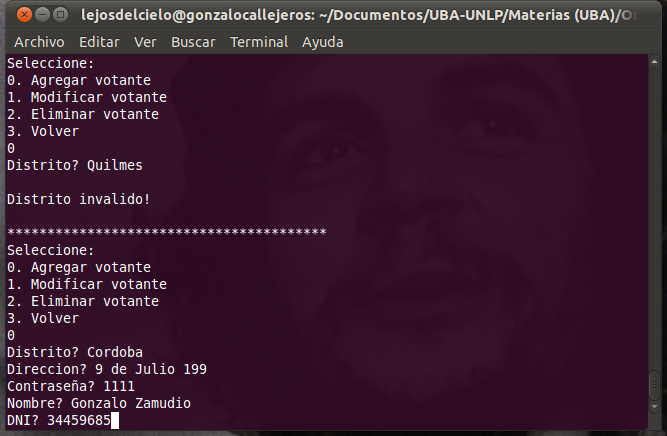 lejosdelcielo@gonzalocallejeros: ~/Documentos/UBA-UNLP/Materias (UBA)/Or
Archivo Editar Ver Buscar Terminal Ayuda
Seleccione:
0. Agregar votante
1. Modificar votante
2. Eliminar votante
3. Volver
0
Distrito? Quilmes
Distrito invalido!
****************************************
Seleccione:
0. Agregar votante
1. Modificar votante
2. Eliminar votante
3. Volver
0
Distrito? Cordoba
Direccion? 9 de Julio 199
Contraseña? 1111
Nombre? Gonzalo Zamudio
DNI? 34459685